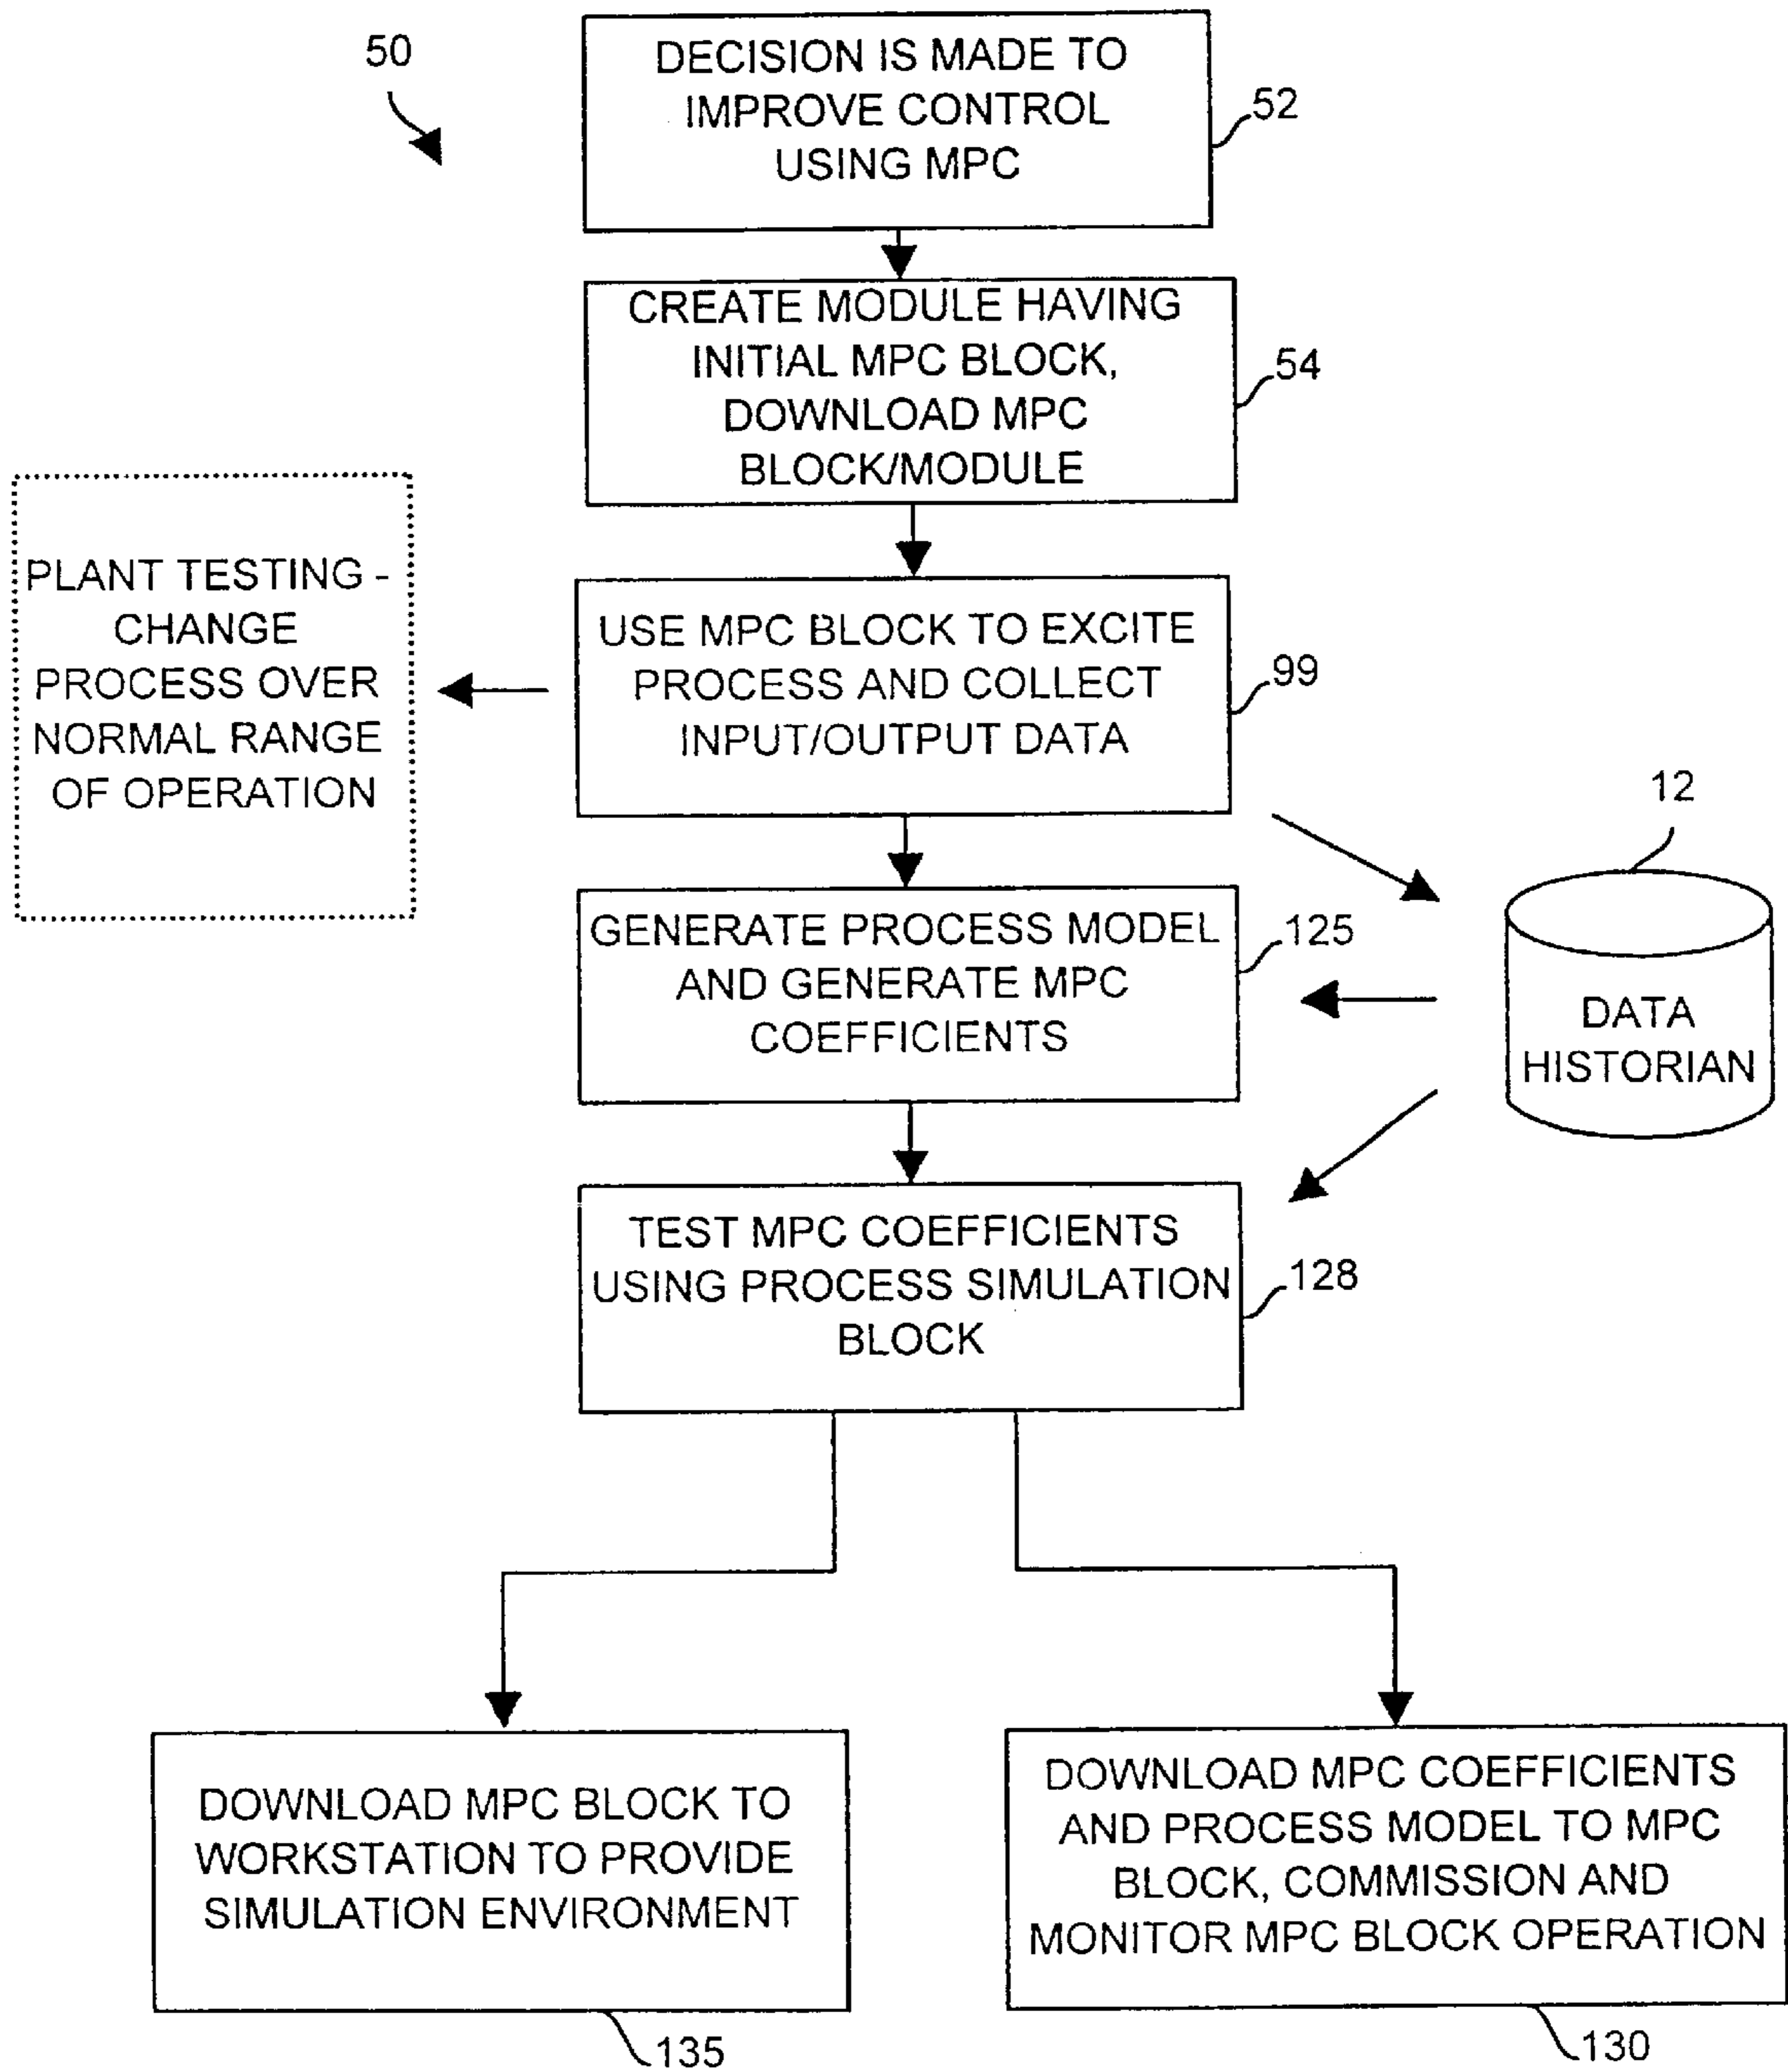 50
DECISION IS MADE TO
IMPROVE CONTROL
USING MPC
52
CREATE MODULE HAVING
INITIAL MPC BLOCK,
DOWNLOAD MPC
BLOCK/MODULE
54
PLANT TESTING -
CHANGE
PROCESS OVER
NORMAL RANGE
OF OPERATION
USE MPC BLOCK TO EXCITE
PROCESS AND COLLECT
INPUT/OUTPUT DATA
99
12
DATA
HISTORIAN
GENERATE PROCESS MODEL
AND GENERATE MPC
COEFFICIENTS
125
TEST MPC COEFFICIENTS
USING PROCESS SIMULATION
BLOCK
128
DOWNLOAD MPC BLOCK TO
WORKSTATION TO PROVIDE
SIMULATION ENVIRONMENT
135
DOWNLOAD MPC COEFFICIENTS
AND PROCESS MODEL TO MPC
BLOCK, COMMISSION AND
MONITOR MPC BLOCK OPERATION
130